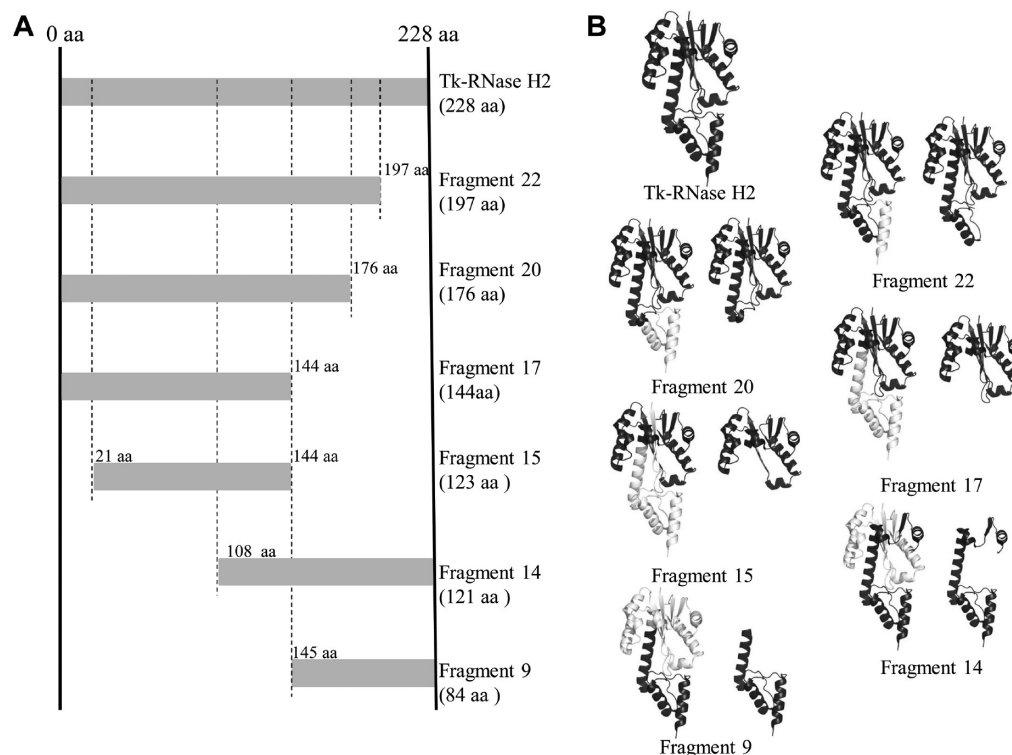 A
0 aa
228 aa
Tk-RNase H2
(228 aa)
197 aa
Fragment 22
(197 aa)
176 aa
Fragment 20
(176 aa)
144 aa
Fragment 17
(144aa)
21 aa
144 aa
Fragment 15
(123 aa )
108 aa
Fragment 14
(121 aa )
145 aa
Fragment 9
(84 aa )
B
Tk-RNase H2
Fragment 22
Fragment 20
Fragment 17
Fragment 15
Fragment 14
Fragment 9